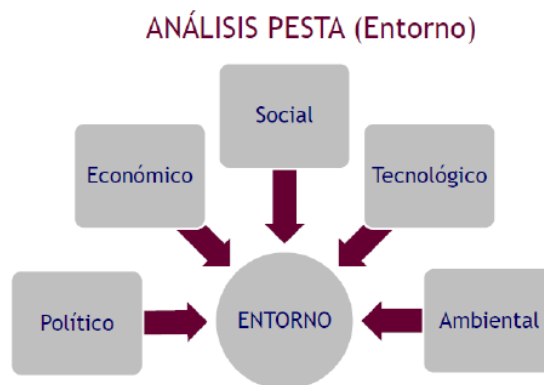 ANÁLISIS PESTA (Entorno)
Social
Económico
Tecnológico
Político
ENTORNO
Ambiental